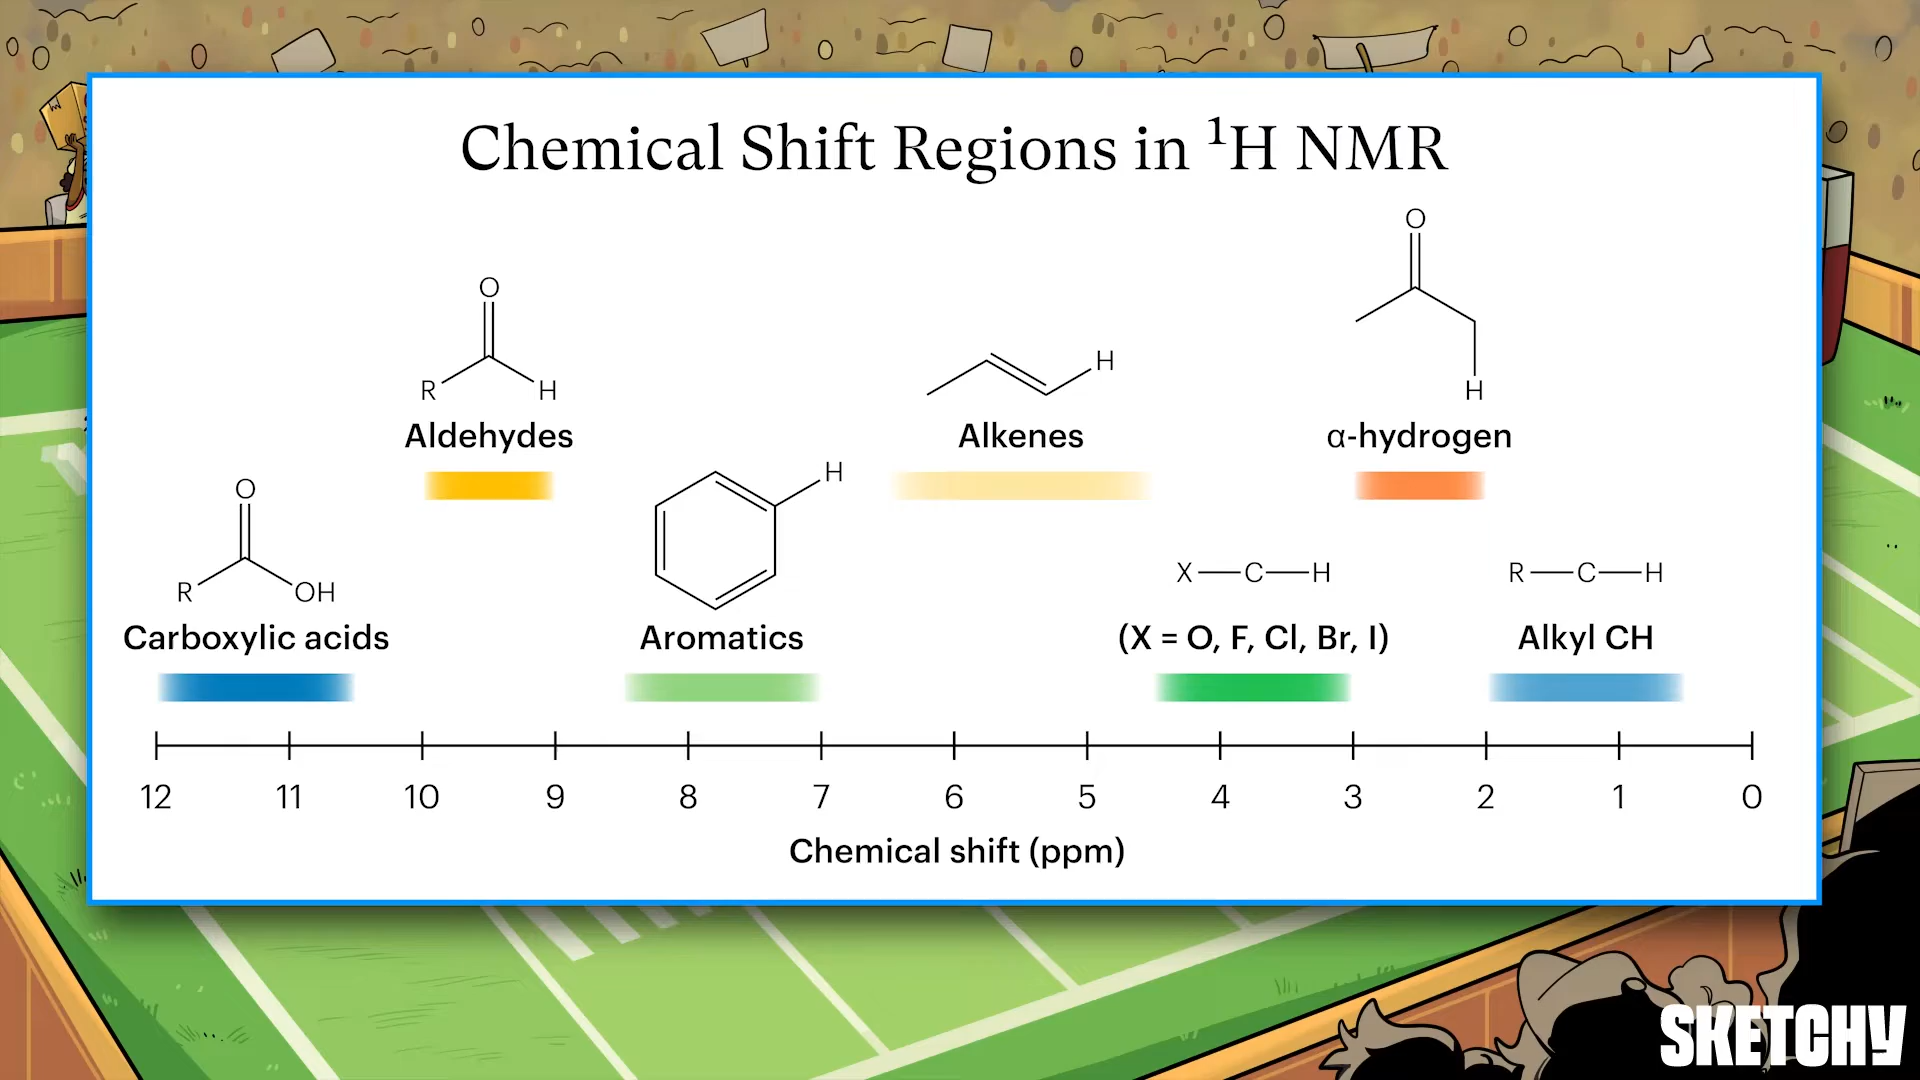 Chemical Shift Regions in ¹H NMR
O
R H
Aldehydes
H
Alkenes
O
H
α-hydrogen
O
R OH
Carboxylic acids
H
Aromatics
X—C—H
(X = O, F, Cl, Br, I)
R—C—H
Alkyl CH
12 11 10 9 8 7 6 5 4 3 2 1 0
Chemical shift (ppm)
SKETCHY